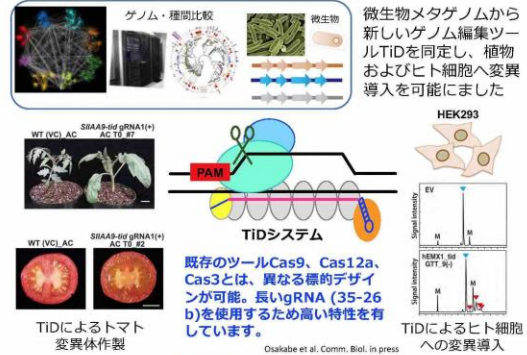 ゲノム・種間比較
微生物
微生物メタゲノムから
新しいゲノム編集ツー
ルTiDを同定し、植物
およびヒト細胞へ変異
導入を可能にました
SlIAA9-tid gRNA1(+)
WT (VC)_AC
AC T0_#7
PAM
TiDシステム
HEK293
EV
Signal intensity
M
M
hEMX1_tid
GTT_9(-)
Signal intensity
M
M
SlIAA9-tid gRNA1(+)
WT (VC)_AC
AC T0_#2
TiDによるトマト
変異体作製
既存のツールCas9、Cas12a、
Cas3とは、異なる標的デザイ
ンが可能。長いgRNA (35-26
b)を使用するため高い特性を有
しています。
Osakabe et al. Comm. Biol. in press
TiDによるヒト細胞
への変異導入